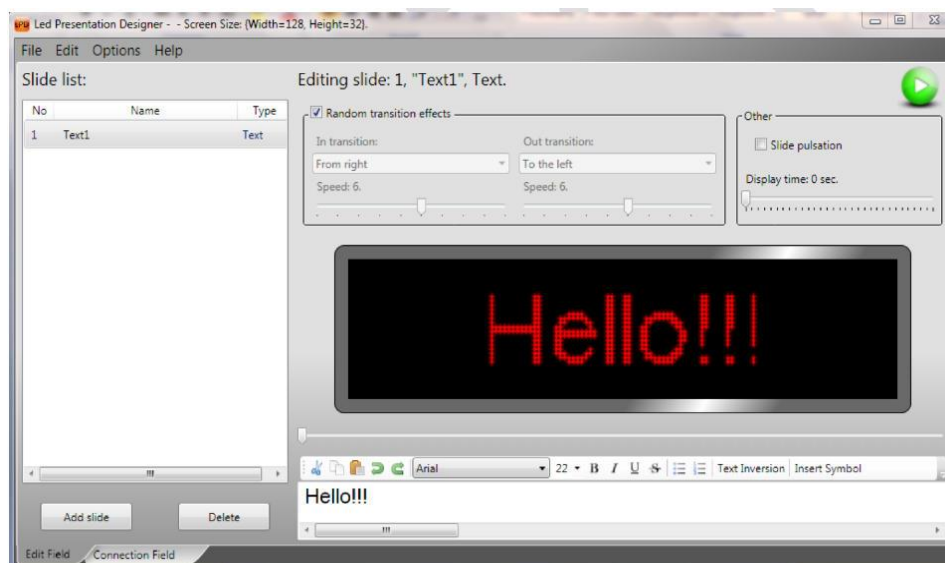 Led Presentation Designer - - Screen Size: {Width=128, Height=32}.
File Edit Options Help
Slide list:
No Name Type
1 Text1 Text
Add slide Delete
Edit Field Connection Field
Editing slide: 1, "Text1", Text.
Random transition effects
In transition: Out transition:
From right To the left
Speed: 6. Speed: 6.
Other
Slide pulsation
Display time: 0 sec.
Hello!!!
Arial 22 B I U S Text Inversion Insert Symbol
Hello!!!